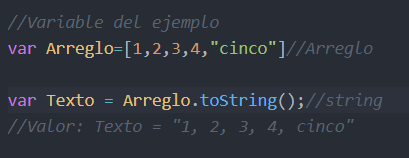 //Variable del ejemplo
var Arreglo=[1,2,3,4,"cinco"]//Arreglo
var Texto = Arreglo.toString();//string
//Valor: Texto = "1, 2, 3, 4, cinco"